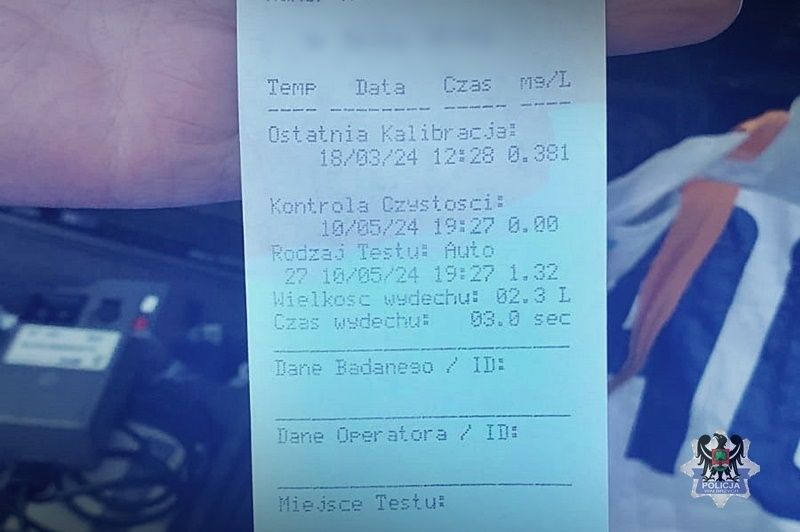 Temp Data Czas mg/L
Ostatnia Kalibracja:
18/03/24 12:28 0.381
Kontrola Czystosci:
10/05/24 19:27 0.00
Rodzaj Testu: Auto
27 10/05/24 19:27 1.32
Wielkosc wydechu: 02.3 L
Czas wydechu: 03.0 sec
Dane Badanego / ID:
Dane Operatora / ID:
Miejsce Testu:
POLICJA
WAŁBRZYCH